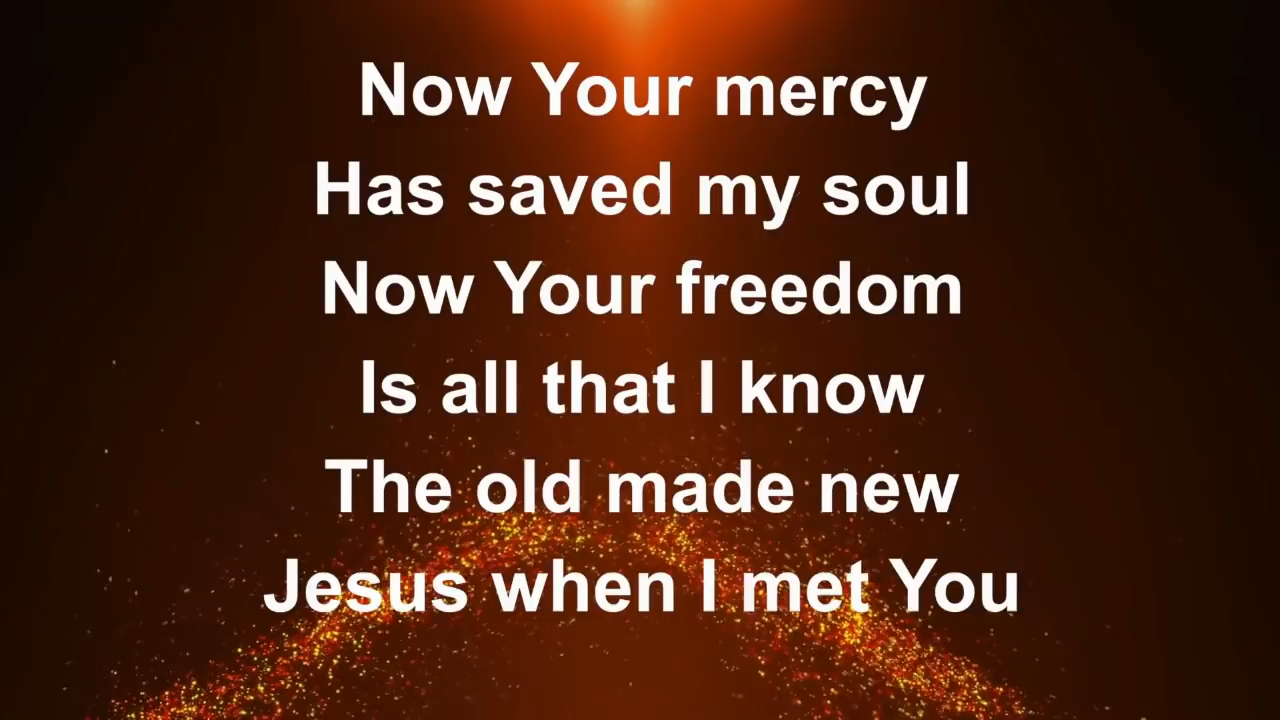 Now Your mercy
Has saved my soul
Now Your freedom
Is all that I know
The old made new
Jesus when I met You